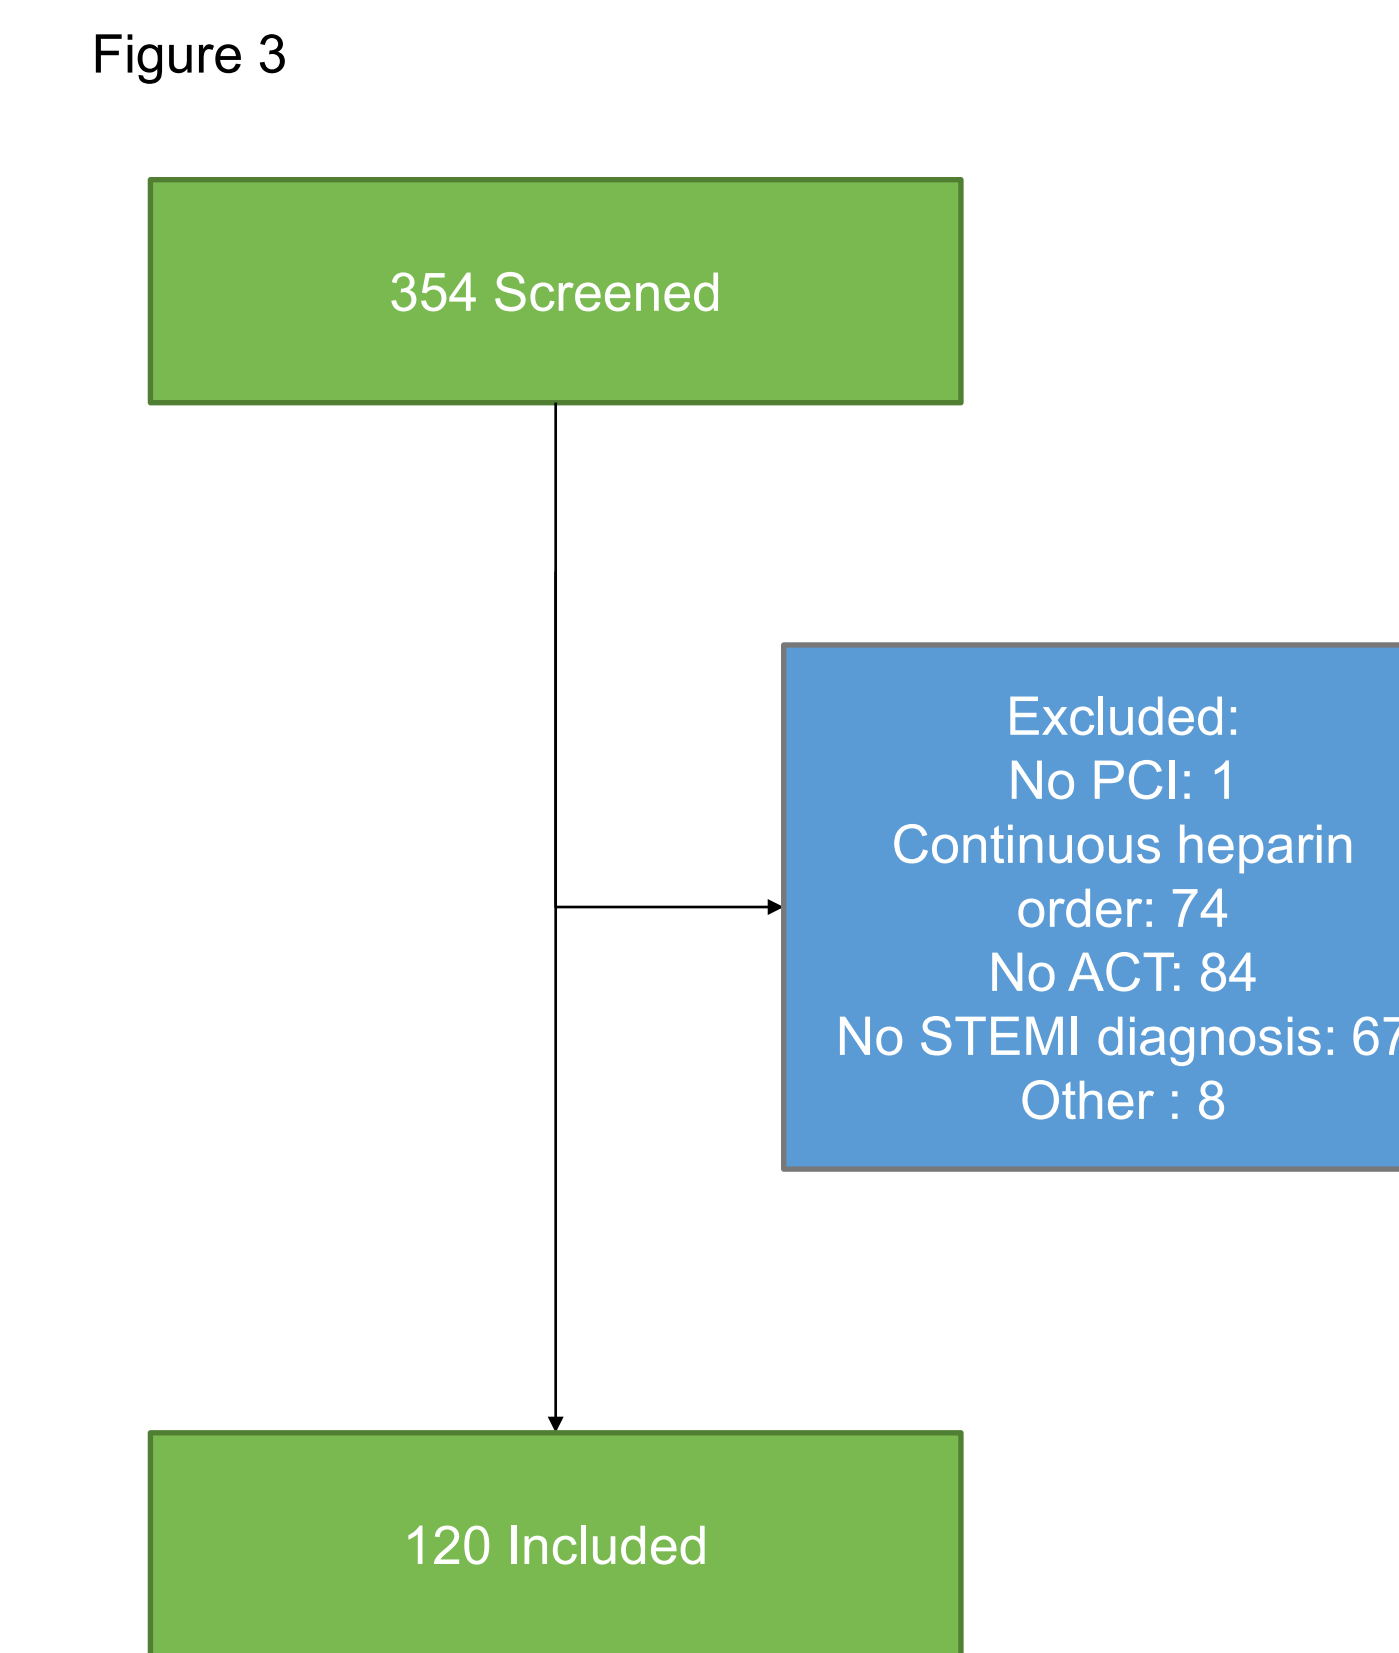 Figure 3
354 Screened
Excluded:
No PCI: 1
Continuous heparin
order: 74
No ACT: 84
No STEMI diagnosis: 67
Other : 8
120 Included